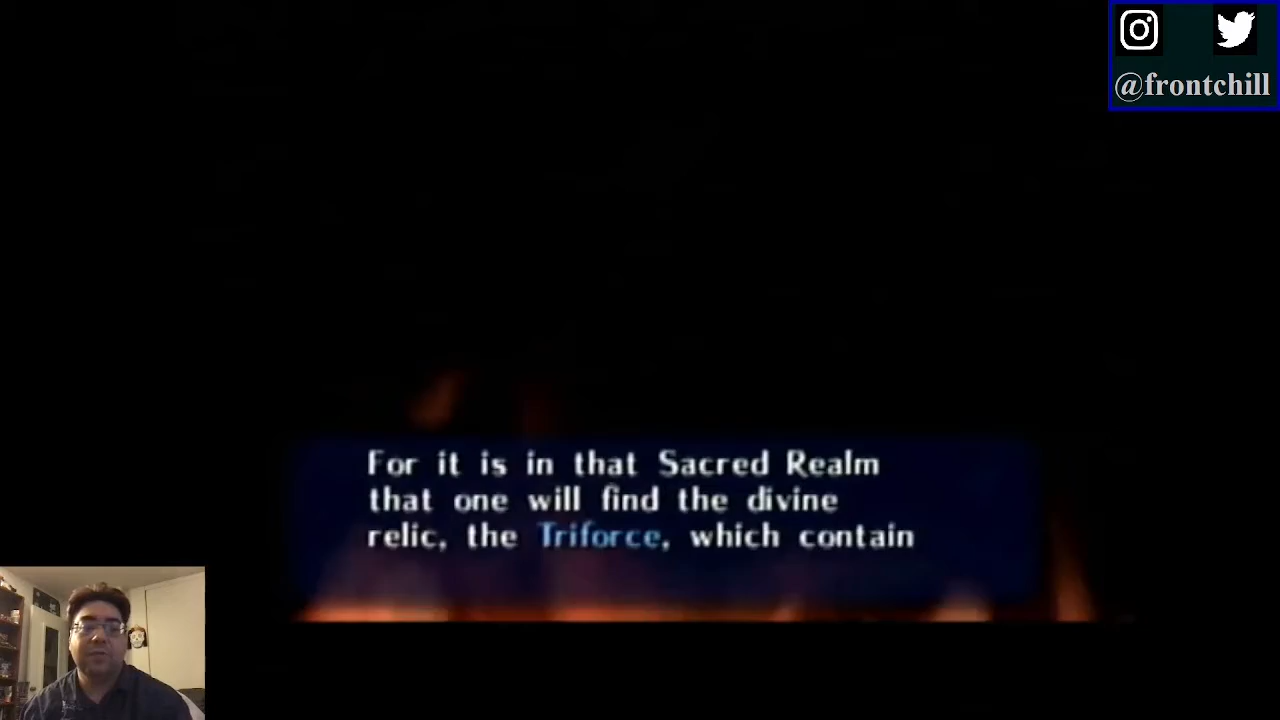 @frontchill
For it is in that Sacred Realm
that one will find the divine
relic, the Triforce, which contain